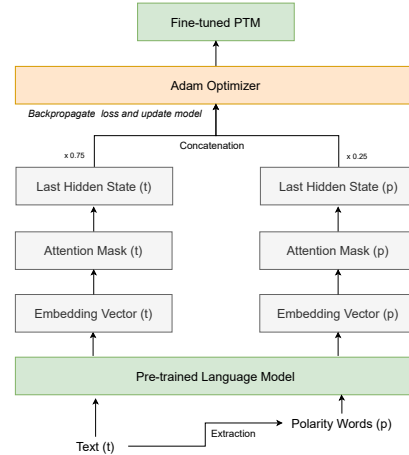 Fine-tuned PTM
Adam Optimizer
Backpropagate loss and update model
Concatenation
x 0.75
x 0.25
Last Hidden State (t)
Last Hidden State (p)
Attention Mask (t)
Attention Mask (p)
Embedding Vector (t)
Embedding Vector (p)
Pre-trained Language Model
Polarity Words (p)
Extraction
Text (t)